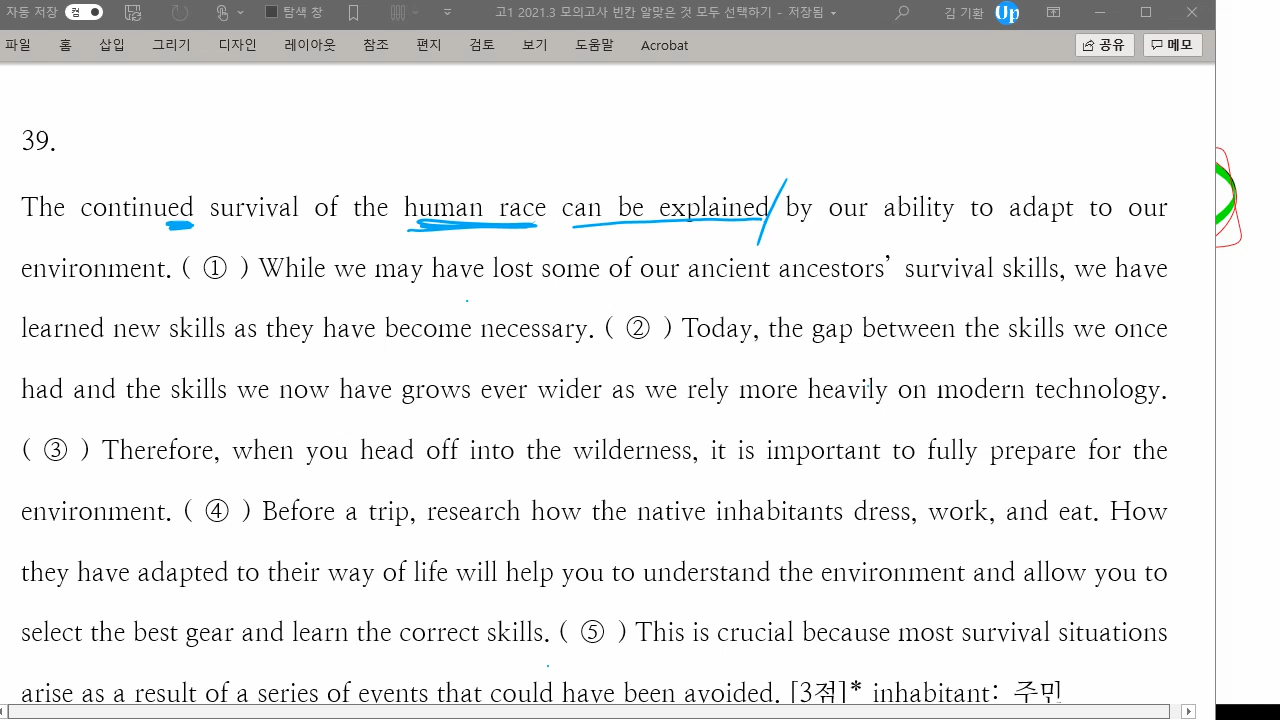 자동 저장 컴 탐색 창 고1 2021.3 모의고사 빈칸 알맞은 것 모두 선택하기 - 저장됨 김 기환 Up
파일 홈 삽입 그리기 디자인 레이아웃 참조 편지 검토 보기 도움말 Acrobat 공유 메모
39.
The continued survival of the human race can be explained by our ability to adapt to our
environment. ( ① ) While we may have lost some of our ancient ancestors’ survival skills, we have
learned new skills as they have become necessary. ( ② ) Today, the gap between the skills we once
had and the skills we now have grows ever wider as we rely more heavily on modern technology.
( ③ ) Therefore, when you head off into the wilderness, it is important to fully prepare for the
environment. ( ④ ) Before a trip, research how the native inhabitants dress, work, and eat. How
they have adapted to their way of life will help you to understand the environment and allow you to
select the best gear and learn the correct skills. ( ⑤ ) This is crucial because most survival situations
arise as a result of a series of events that could have been avoided. [3점]* inhabitant: 주민